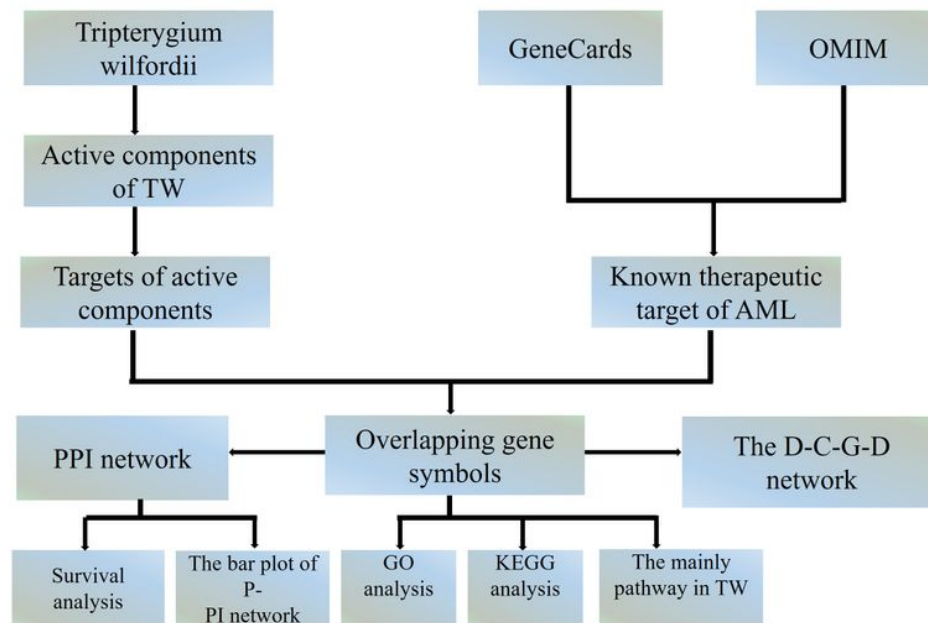 Tripterygium
wilfordii
GeneCards
OMIM
Active components
of TW
Targets of active
components
Known therapeutic
target of AML
PPI network
Overlapping gene
symbols
The D-C-G-D
network
Survival
analysis
The bar plot of
P-
PI network
GO
analysis
KEGG
analysis
The mainly
pathway in TW